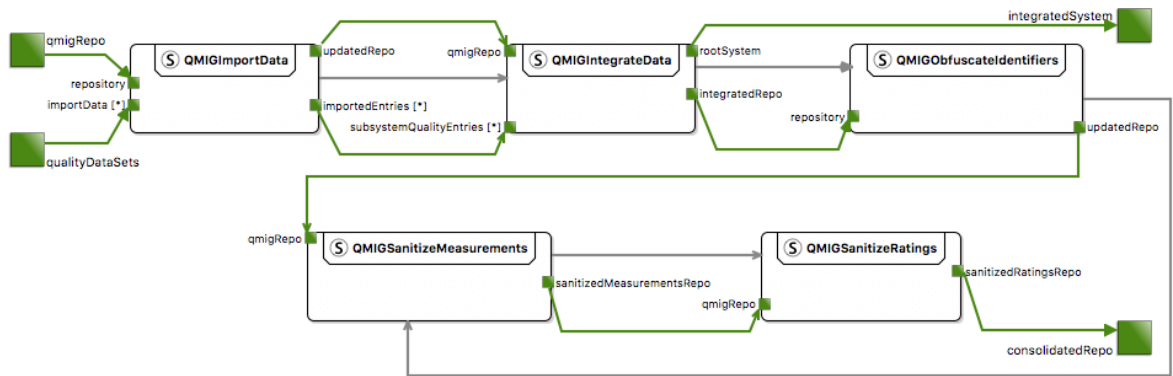 integratedSystem
qmigRepo
updatedRepo
qmigRepo
rootSystem
S QMIGImportData
S QMIGIntegrateData
S QMIGObfuscateIdentifiers
repository
importData [*]
importedEntries [*]
integratedRepo
repository
subsystemQualityEntries [*]
updatedRepo
qualityDataSets
qmigRepo
S QMIGSanitizeMeasurements
S QMIGSanitizeRatings
sanitizedMeasurementsRepo
sanitizedRatingsRepo
qmigRepo
consolidatedRepo